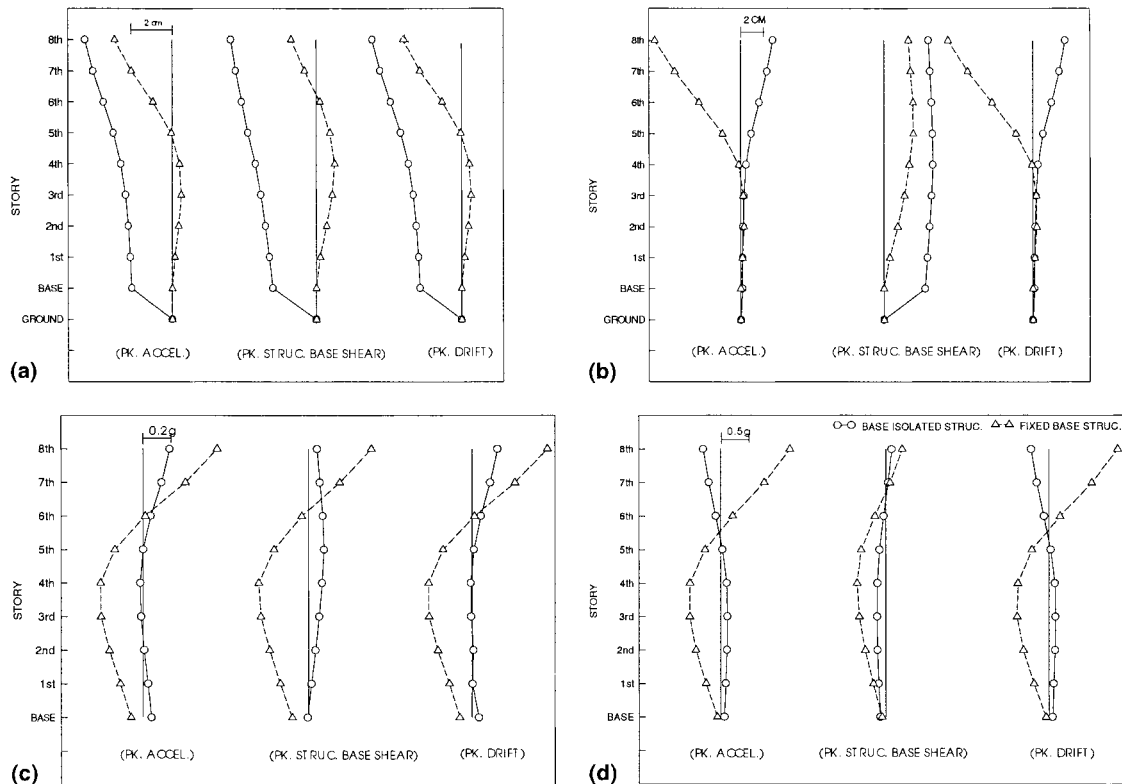 2 cm
8th
7th
6th
5th
4th
3rd
2nd
1st
BASE
GROUND
STORY
(PK. ACCEL.)
(PK. STRUC. BASE SHEAR)
(PK. DRIFT)
(a)
2 CM
8th
7th
6th
5th
4th
3rd
2nd
1st
BASE
GROUND
STORY
(PK. ACCEL.)
(PK. STRUC. BASE SHEAR)
(PK. DRIFT)
(b)
0.2g
8th
7th
6th
5th
4th
3rd
2nd
1st
BASE
STORY
(PK. ACCEL.)
(PK. STRUC. BASE SHEAR)
(PK. DRIFT)
(c)
0.5g
BASE ISOLATED STRUC.
FIXED BASE STRUC.
8th
7th
6th
5th
4th
3rd
2nd
1st
BASE
STORY
(PK. ACCEL.)
(PK. STRUC. BASE SHEAR)
(PK. DRIFT)
(d)